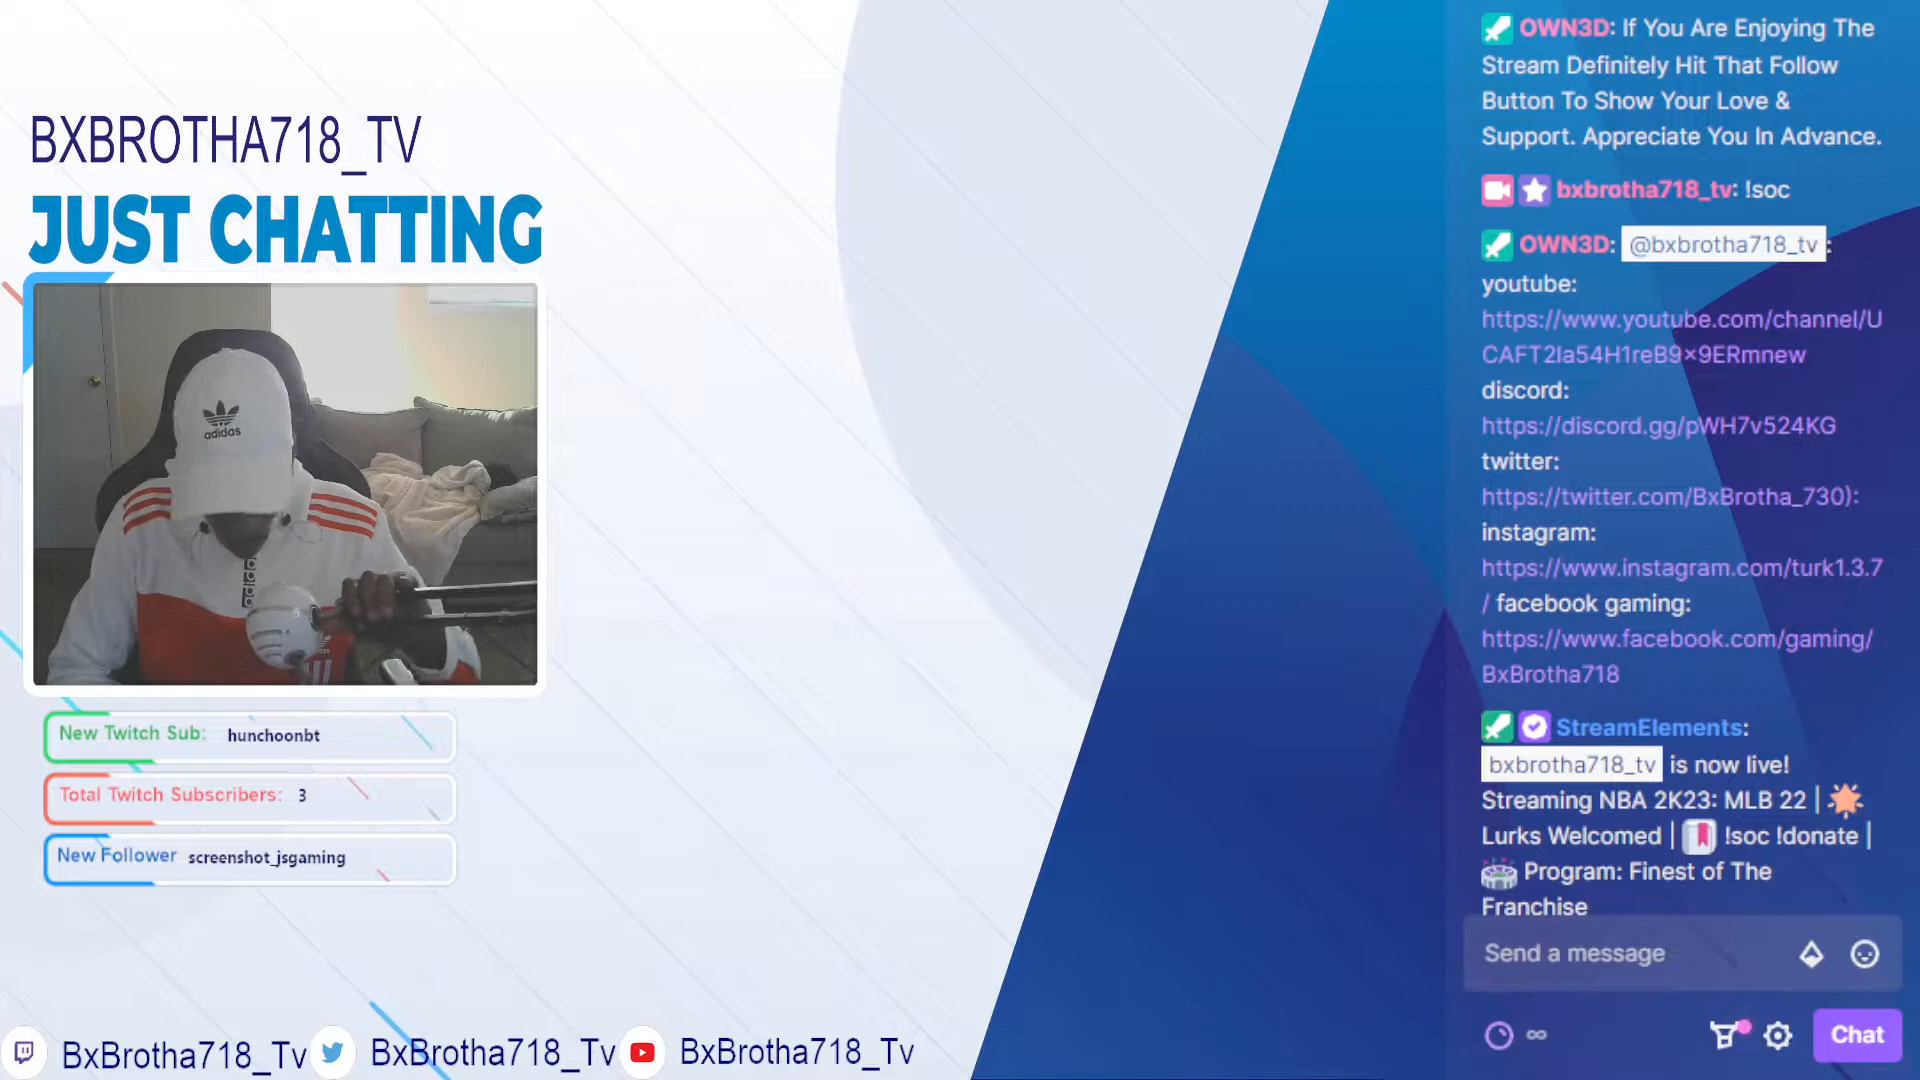 BXBROTHA718_TV
JUST CHATTING
adidas
adidas
New Twitch Sub: hunchoonbt
Total Twitch Subscribers: 3
New Follower screenshot_jsgaming
BxBrotha718_Tv
BxBrotha718_Tv
BxBrotha718_Tv
OWN3D: If You Are Enjoying The
Stream Definitely Hit That Follow
Button To Show Your Love &
Support. Appreciate You In Advance.
bxbrotha718_tv: !soc
OWN3D: @bxbrotha718_tv :
youtube:
https://www.youtube.com/channel/U
CAFT2Ia54H1reB9x9ERmnew
discord:
https://discord.gg/pWH7v524KG
twitter:
https://twitter.com/BxBrotha_730):
instagram:
https://www.instagram.com/turk1.3.7
/ facebook gaming:
https://www.facebook.com/gaming/
BxBrotha718
StreamElements:
bxbrotha718_tv is now live!
Streaming NBA 2K23: MLB 22 |
Lurks Welcomed | !soc !donate |
Program: Finest of The
Franchise
Send a message
Chat